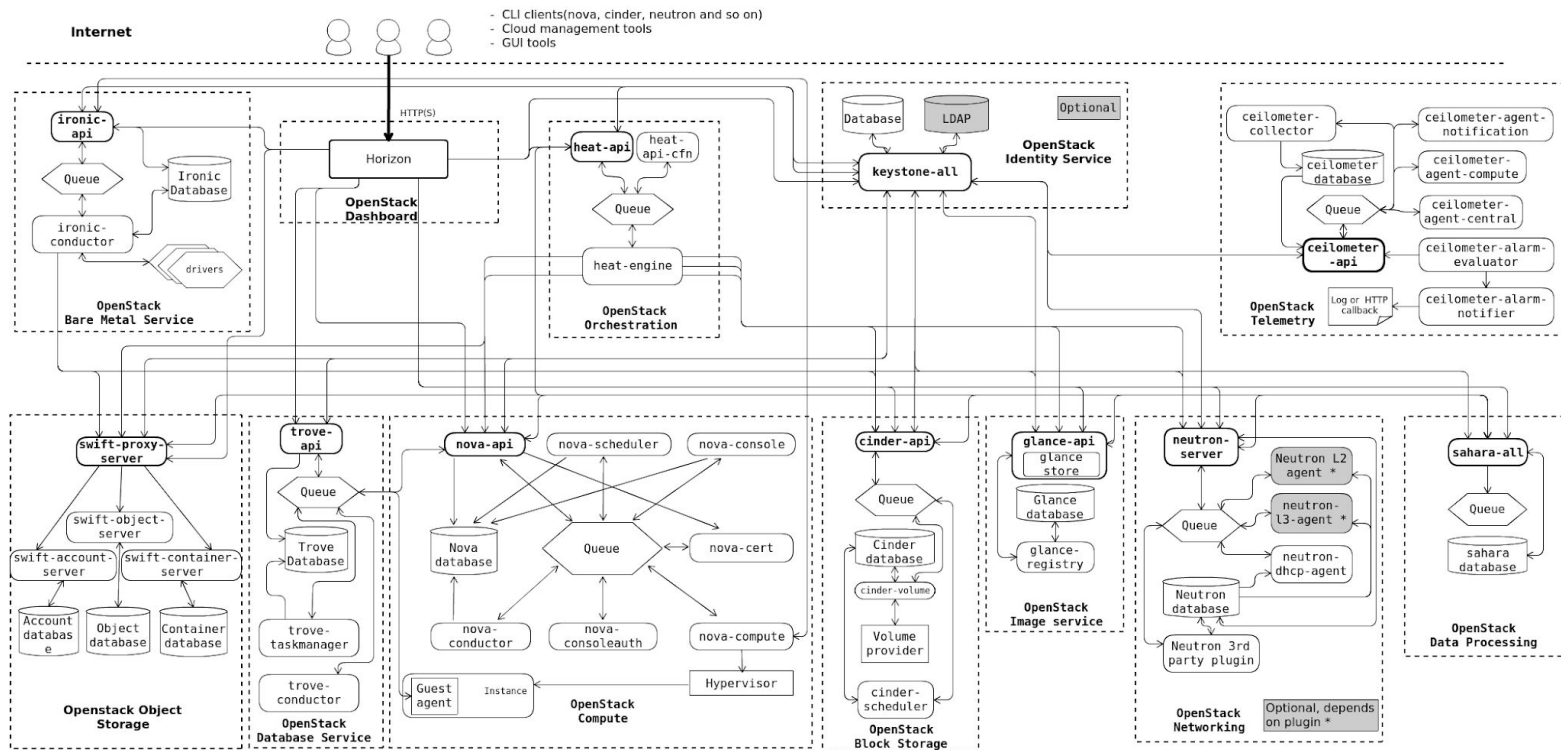 Internet
- CLI clients(nova, cinder, neutron and so on)
- Cloud management tools
- GUI tools
HTTP(S)
ironic-
api
Queue
Ironic
Database
ironic-
conductor
drivers
OpenStack
Bare Metal Service
Horizon
OpenStack
Dashboard
heat-api
heat-
api-cfn
Queue
heat-engine
OpenStack
Orchestration
Database
LDAP
Optional
OpenStack
Identity Service
keystone-all
ceilometer-
collector
ceilometer-agent-
notification
ceilometer
database
ceilometer-
agent-compute
Queue
ceilometer-
agent-central
ceilometer
-api
ceilometer-alarm-
evaluator
Log or HTTP
callback
ceilometer-alarm-
notifier
OpenStack
Telemetry
swift-proxy-
server
swift-object-
server
swift-account-
server
swift-container-
server
Account
databas
e
Object
database
Container
database
Openstack Object
Storage
trove-
api
Queue
Trove
Database
trove-
taskmanager
trove-
conductor
OpenStack
Database Service
nova-api
nova-scheduler
nova-console
Nova
database
Queue
nova-cert
nova-
conductor
nova-
consoleauth
nova-compute
Guest
agent
Instance
Hypervisor
OpenStack
Compute
cinder-api
Queue
Cinder
database
cinder-volume
Volume
provider
cinder-
scheduler
OpenStack
Block Storage
glance-api
glance
store
Glance
database
glance-
registry
OpenStack
Image service
neutron-
server
Neutron L2
agent *
Queue
neutron-
l3-agent *
neutron-
dhcp-agent
Neutron
database
Neutron 3rd
party plugin
OpenStack
Networking
Optional, depends
on plugin *
sahara-all
Queue
sahara
database
OpenStack
Data Processing